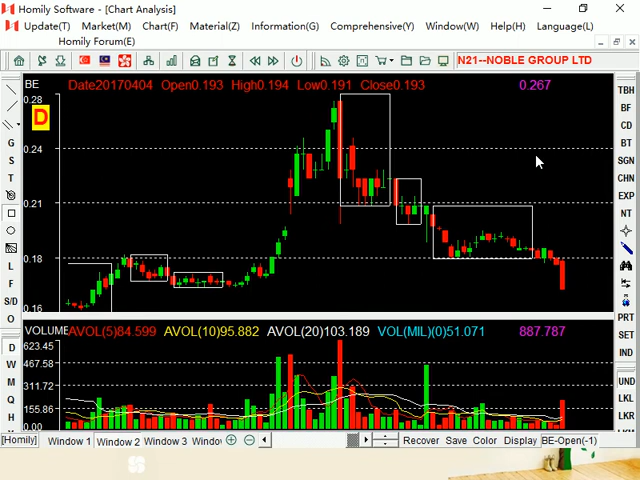 Homily Software - [Chart Analysis]
Update(T) Market(M) Chart(F) Material(Z) Information(G) Comprehensive(Y) Window(W) Help(H) Language(L)
Homily Forum(E)
N21--NOBLE GROUP LTD
BE Date20170404 Open0.193 High0.194 Low0.191 Close0.193 0.267
D
0.28
0.24
0.21
0.18
0.16
VOLUME AVOL(5)84.599 AVOL(10)95.882 AVOL(20)103.189 VOL(MIL)(0)51.071 887.787
623.45
467.58
311.72
155.86
0.00
G
S
T
L
F
S/D
O
D
W
M
Q
H
TBH
BF
CD
BT
SGN
CHN
EXP
NT
PRT
SET
IND
UND
LKL
LKR
[Homily] Window 1 Window 2 Window 3 Recover Save Color Display BE-Open(-1)